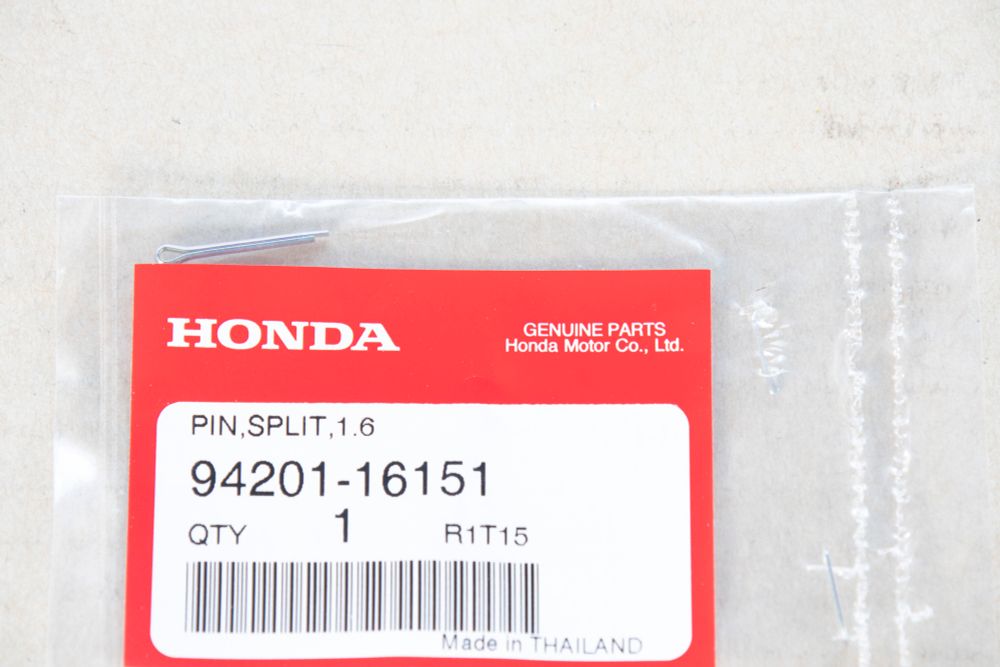 HONDA
GENUINE PARTS
Honda Motor Co., Ltd.
PIN,SPLIT,1.6
94201-16151
QTY 1 R1T15
Made in THAILAND